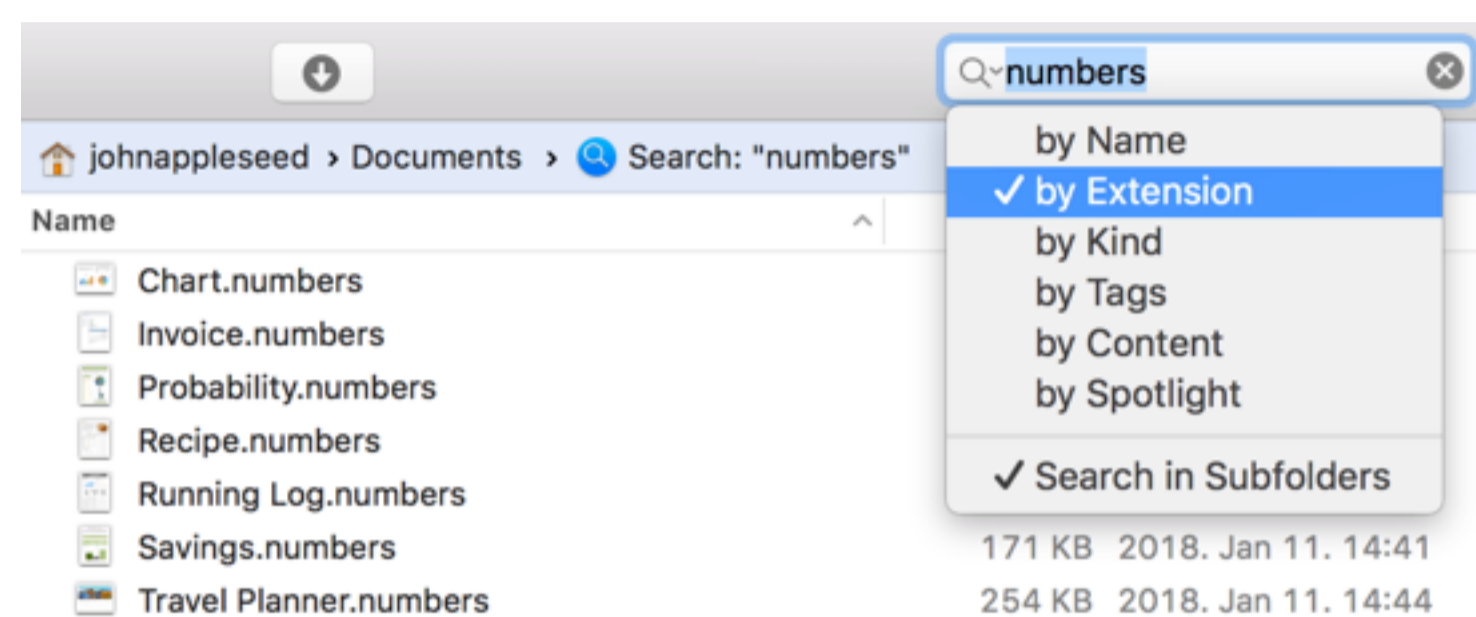 numbers
johnappleseed › Documents › Search: "numbers"
by Name
✓ by Extension
by Kind
by Tags
by Content
by Spotlight
✓ Search in Subfolders
Name
Chart.numbers
Invoice.numbers
Probability.numbers
Recipe.numbers
Running Log.numbers
Savings.numbers 171 KB 2018. Jan 11. 14:41
Travel Planner.numbers 254 KB 2018. Jan 11. 14:44